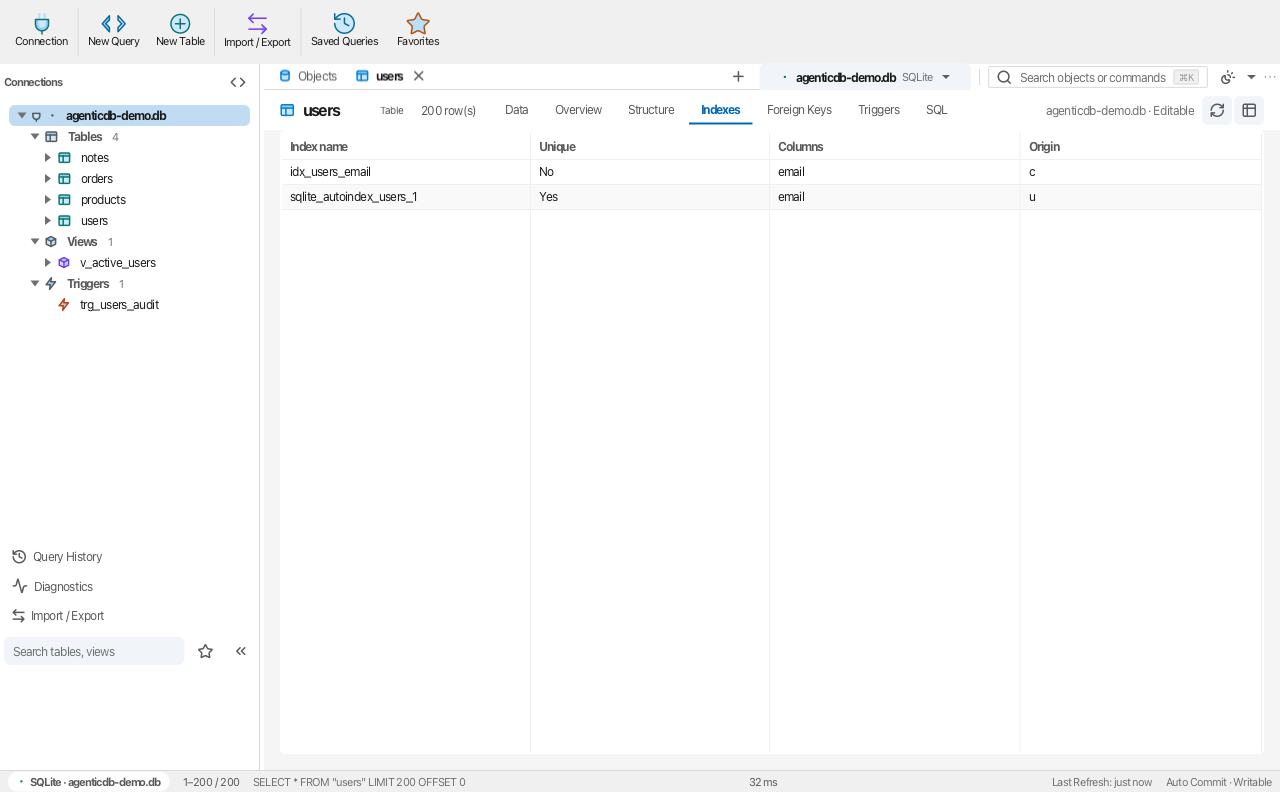 Connection
New Query
New Table
Import / Export
Saved Queries
Favorites
Connections
agenticdb-demo.db
Tables 4
notes
orders
products
users
Views 1
v_active_users
Triggers 1
trg_users_audit
Query History
Diagnostics
Import / Export
Search tables, views
Objects
users
agenticdb-demo.db SQLite
Search objects or commands ⌘K
users Table 200 row(s)
Data
Overview
Structure
Indexes
Foreign Keys
Triggers
SQL
agenticdb-demo.db · Editable
Index name Unique Columns Origin
idx_users_email No email c
sqlite_autoindex_users_1 Yes email u
SQLite · agenticdb-demo.db 1–200 / 200 SELECT * FROM "users" LIMIT 200 OFFSET 0 32 ms Last Refresh: just now Auto Commit · Writable